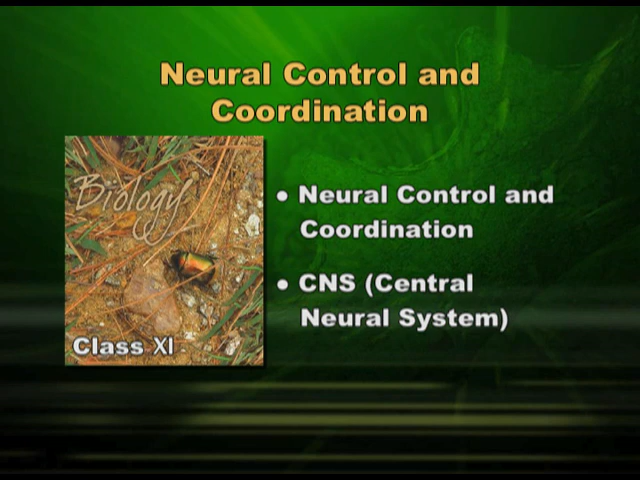 Neural Control and
Coordination
Biology
Class XI
• Neural Control and
Coordination
• CNS (Central
Neural System)